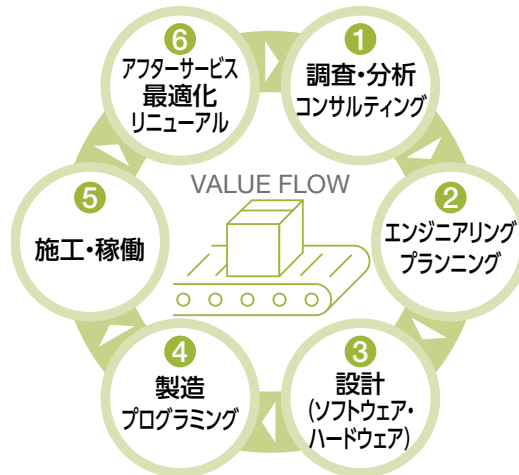 1
調査・分析
コンサルティング
2
エンジニアリング
プランニング
3
設計
(ソフトウェア・
ハードウェア)
4
製造
プログラミング
5
施工・稼働
6
アフターサービス
最適化
リニューアル
VALUE FLOW